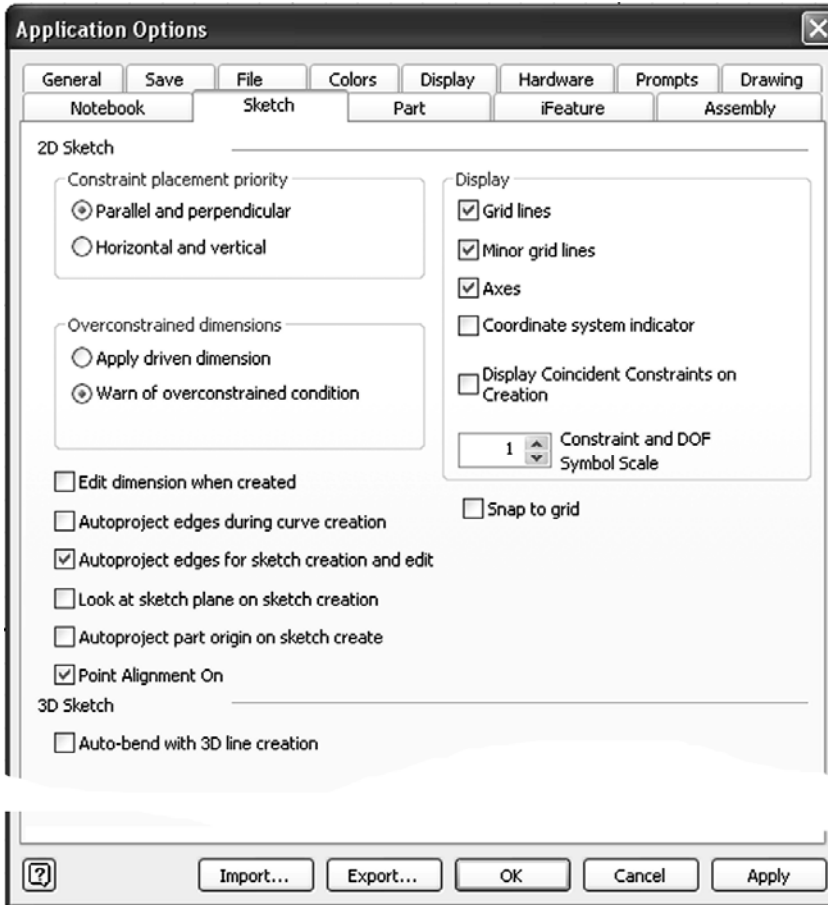 Application Options
General Save File Colors Display Hardware Prompts Drawing
Notebook Sketch Part iFeature Assembly
2D Sketch
Constraint placement priority
Parallel and perpendicular
Horizontal and vertical
Overconstrained dimensions
Apply driven dimension
Warn of overconstrained condition
Edit dimension when created
Autoproject edges during curve creation
Autoproject edges for sketch creation and edit
Look at sketch plane on sketch creation
Autoproject part origin on sketch create
Point Alignment On
Display
Grid lines
Minor grid lines
Axes
Coordinate system indicator
Display Coincident Constraints on
Creation
1 Constraint and DOF
Symbol Scale
Snap to grid
3D Sketch
Auto-bend with 3D line creation
? Import... Export... OK Cancel Apply